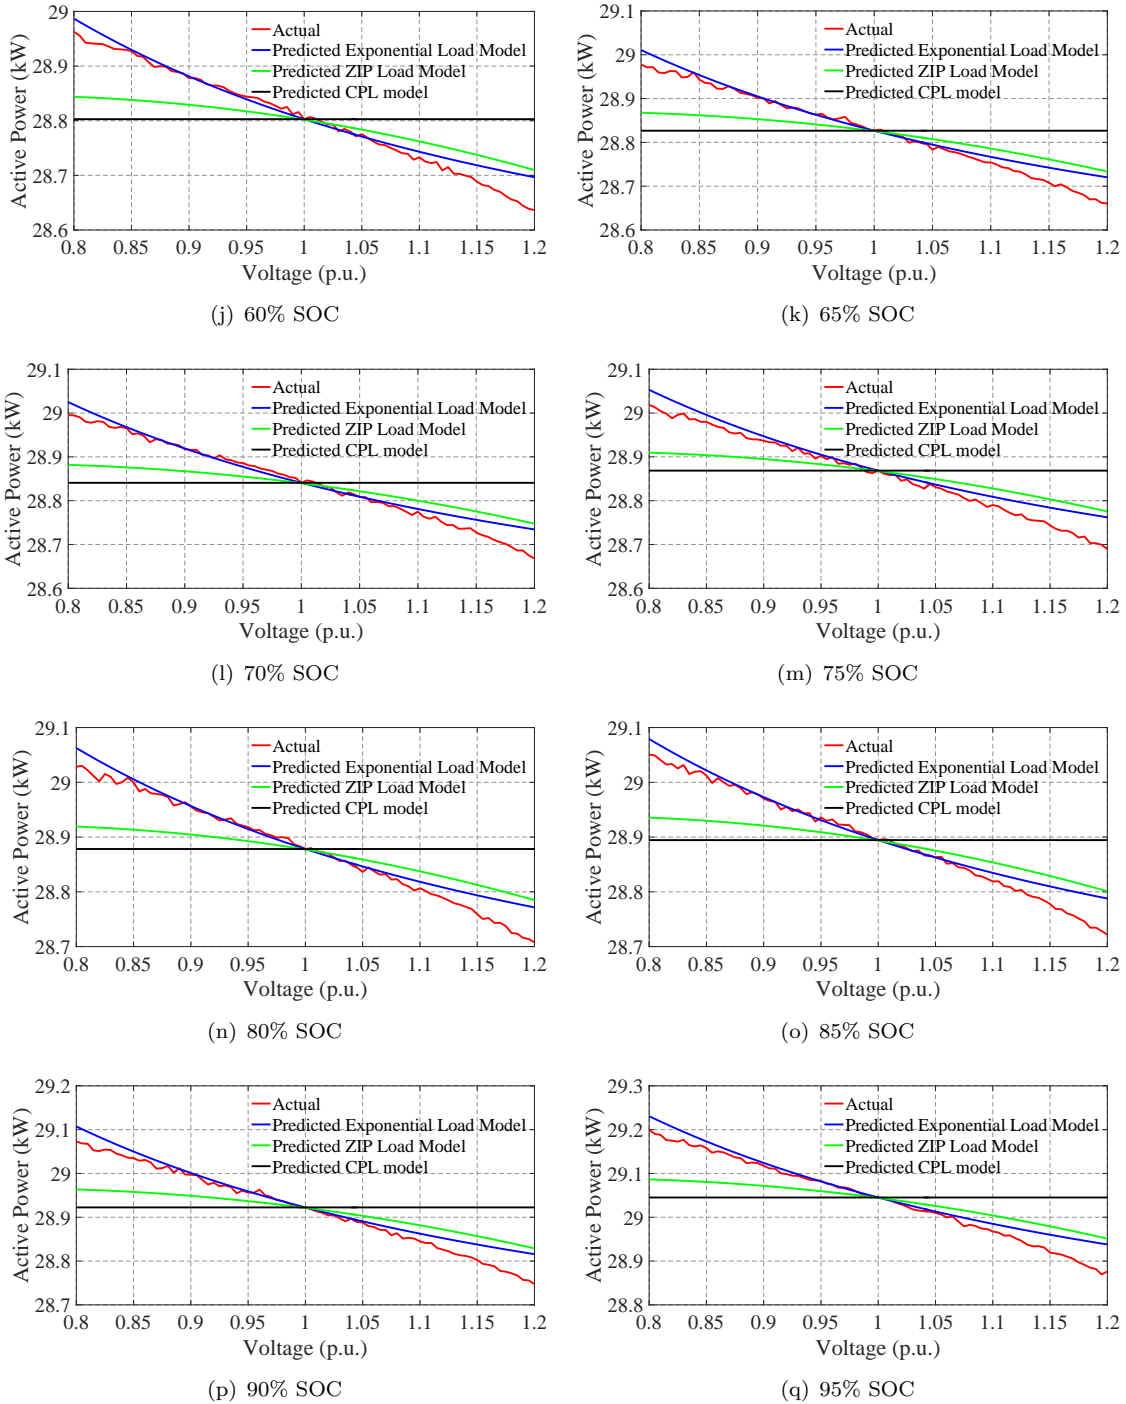 29
28.9
28.8
28.7
28.6
Active Power (kW)
Actual
Predicted Exponential Load Model
Predicted ZIP Load Model
Predicted CPL model
0.8 0.85 0.9 0.95 1 1.05 1.1 1.15 1.2
Voltage (p.u.)
(j) 60% SOC
29.1
29
28.9
28.8
28.7
28.6
Active Power (kW)
Actual
Predicted Exponential Load Model
Predicted ZIP Load Model
Predicted CPL model
0.8 0.85 0.9 0.95 1 1.05 1.1 1.15 1.2
Voltage (p.u.)
(k) 65% SOC
29.1
29
28.9
28.8
28.7
28.6
Active Power (kW)
Actual
Predicted Exponential Load Model
Predicted ZIP Load Model
Predicted CPL model
0.8 0.85 0.9 0.95 1 1.05 1.1 1.15 1.2
Voltage (p.u.)
(l) 70% SOC
29.1
29
28.9
28.8
28.7
28.6
Active Power (kW)
Actual
Predicted Exponential Load Model
Predicted ZIP Load Model
Predicted CPL model
0.8 0.85 0.9 0.95 1 1.05 1.1 1.15 1.2
Voltage (p.u.)
(m) 75% SOC
29.1
29
28.9
28.8
28.7
Active Power (kW)
Actual
Predicted Exponential Load Model
Predicted ZIP Load Model
Predicted CPL model
0.8 0.85 0.9 0.95 1 1.05 1.1 1.15 1.2
Voltage (p.u.)
(n) 80% SOC
29.1
29
28.9
28.8
28.7
Active Power (kW)
Actual
Predicted Exponential Load Model
Predicted ZIP Load Model
Predicted CPL model
0.8 0.85 0.9 0.95 1 1.05 1.1 1.15 1.2
Voltage (p.u.)
(o) 85% SOC
29.2
29.1
29
28.9
28.8
28.7
Active Power (kW)
Actual
Predicted Exponential Load Model
Predicted ZIP Load Model
Predicted CPL model
0.8 0.85 0.9 0.95 1 1.05 1.1 1.15 1.2
Voltage (p.u.)
(p) 90% SOC
29.3
29.2
29.1
29
28.9
28.8
Active Power (kW)
Actual
Predicted Exponential Load Model
Predicted ZIP Load Model
Predicted CPL model
0.8 0.85 0.9 0.95 1 1.05 1.1 1.15 1.2
Voltage (p.u.)
(q) 95% SOC